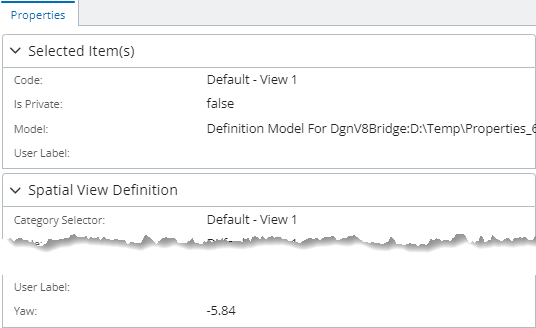 Properties
Selected Item(s)
Code: Default - View 1
Is Private: false
Model: Definition Model For DgnV8Bridge:D:\Temp\Properties_6
User Label:
Spatial View Definition
Category Selector: Default - View 1
User Label:
Yaw: -5.84